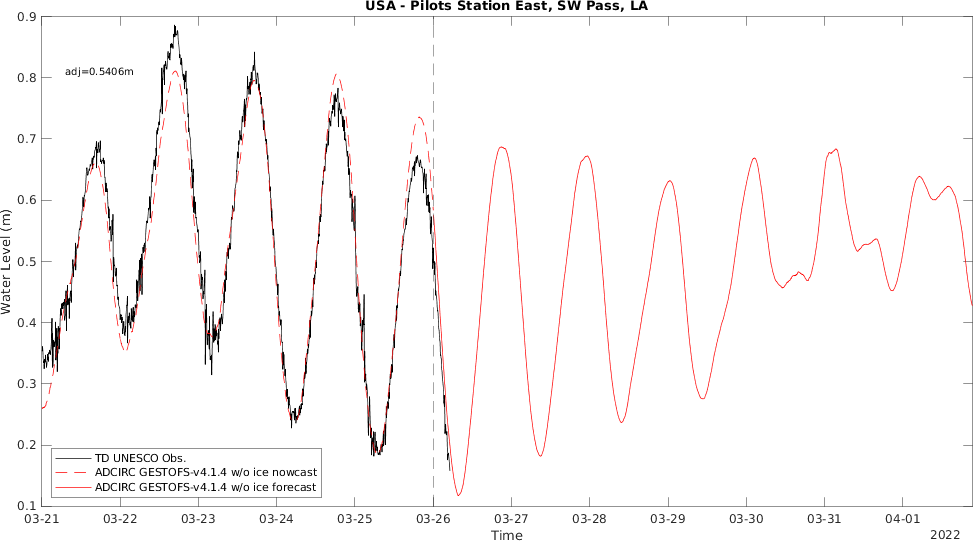 USA - Pilots Station East, SW Pass, LA
0.9
0.8
0.7
0.6
0.5
0.4
0.3
0.2
0.1
Water Level (m)
adj=0.5406m
TD UNESCO Obs.
ADCIRC GESTOFS-v4.1.4 w/o ice nowcast
ADCIRC GESTOFS-v4.1.4 w/o ice forecast
03-21 03-22 03-23 03-24 03-25 03-26 03-27 03-28 03-29 03-30 03-31 04-01
Time
2022